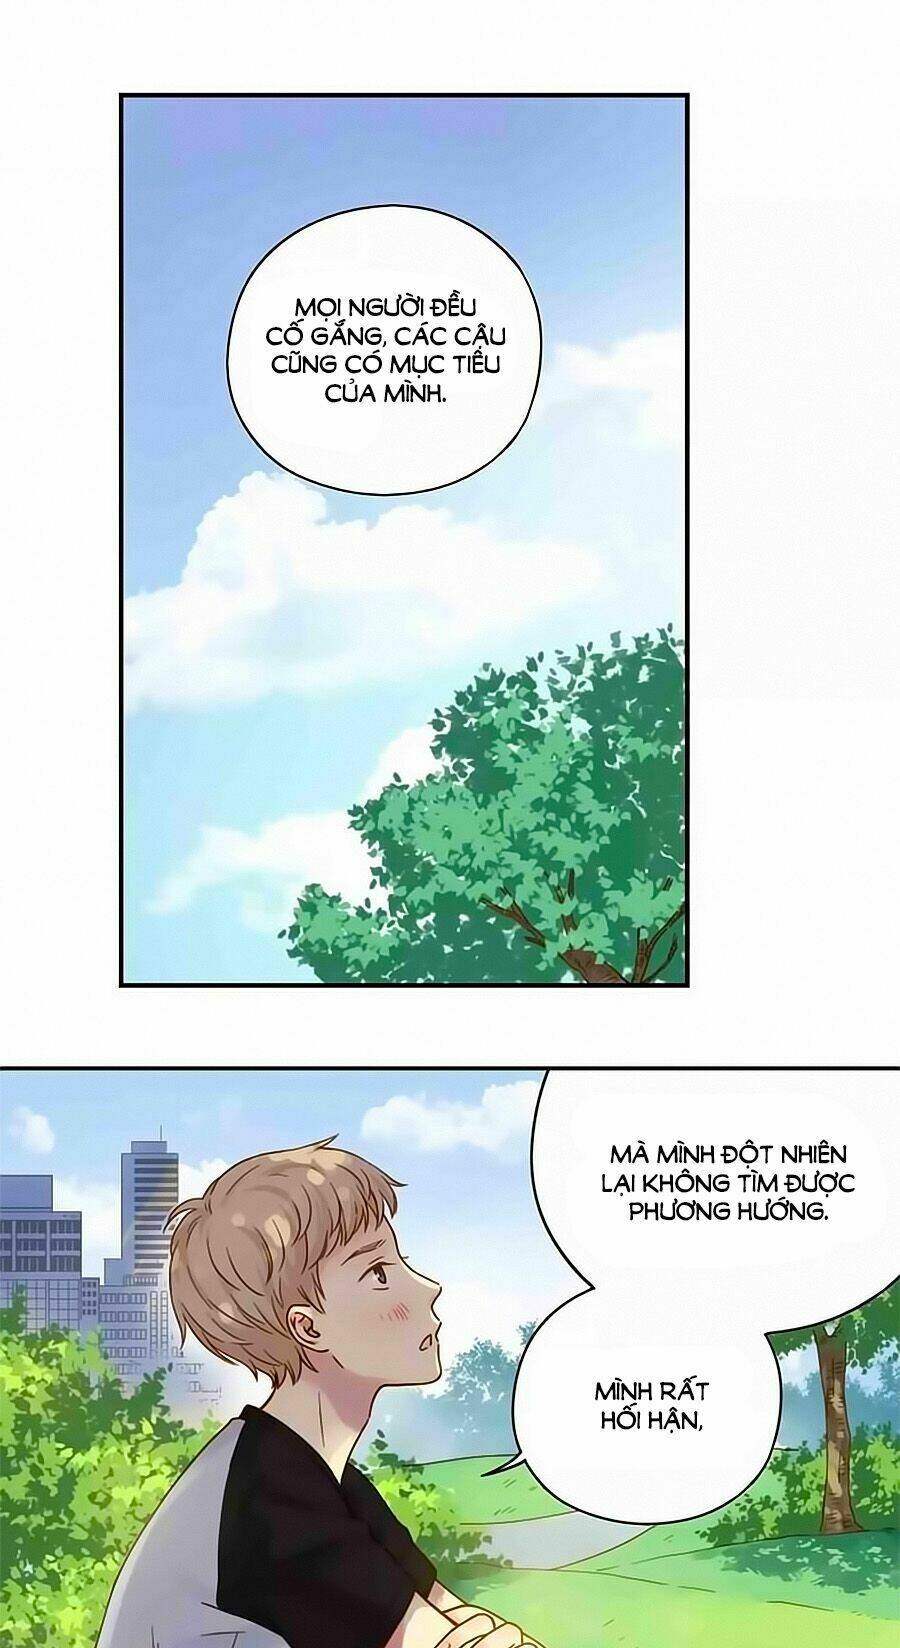 MỌI NGƯỜI ĐỀU
CỐ GẮNG, CÁC CẬU
CŨNG CÓ MỤC TIÊU
CỦA MÌNH.
MÀ MÌNH ĐỘT NHIÊN
LẠI KHÔNG TÌM ĐƯỢC
PHƯƠNG HƯỚNG.
MÌNH RẤT
HỐI HẬN,